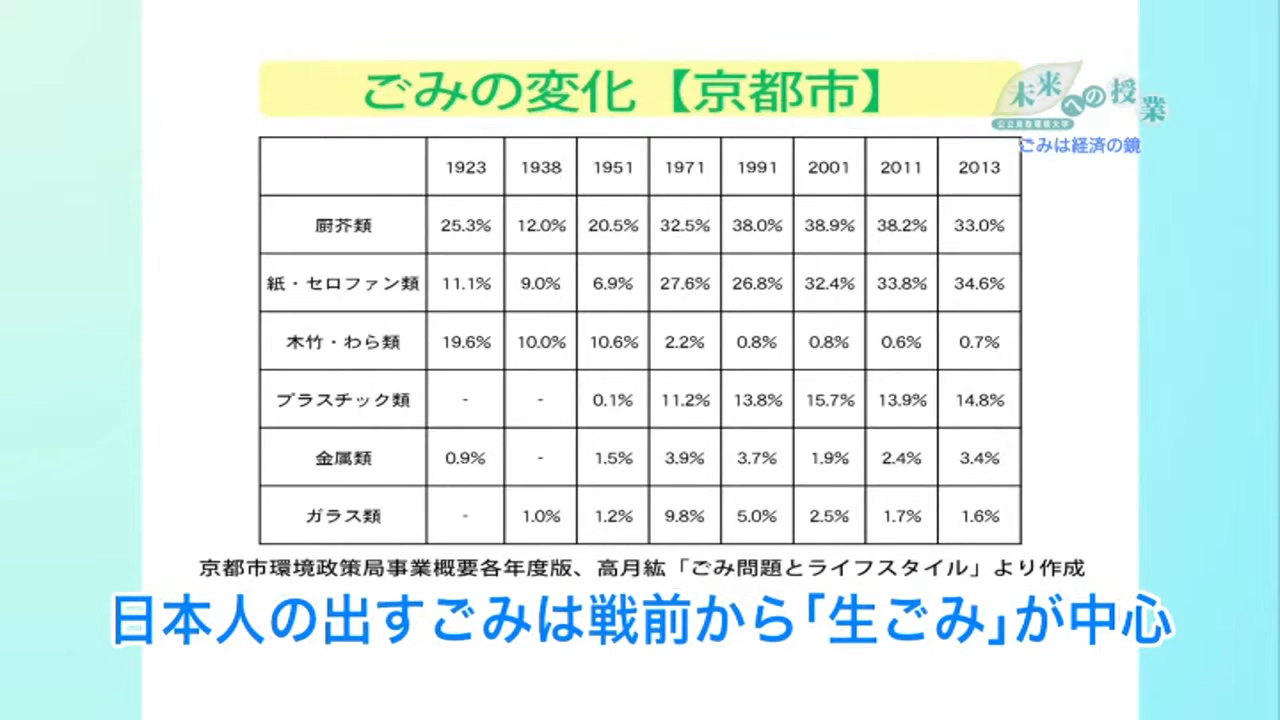 ごみの変化【京都市】
未来への授業
公立鳥取環境大学
ごみは経済の鏡
1923 1938 1951 1971 1991 2001 2011 2013
厨芥類 25.3% 12.0% 20.5% 32.5% 38.0% 38.9% 38.2% 33.0%
紙・セロファン類 11.1% 9.0% 6.9% 27.6% 26.8% 32.4% 33.8% 34.6%
木竹・わら類 19.6% 10.0% 10.6% 2.2% 0.8% 0.8% 0.6% 0.7%
プラスチック類 - - 0.1% 11.2% 13.8% 15.7% 13.9% 14.8%
金属類 0.9% - 1.5% 3.9% 3.7% 1.9% 2.4% 3.4%
ガラス類 - 1.0% 1.2% 9.8% 5.0% 2.5% 1.7% 1.6%
京都市環境政策局事業概要各年度版、高月紘「ごみ問題とライフスタイル」より作成
日本人の出すごみは戦前から「生ごみ」が中心